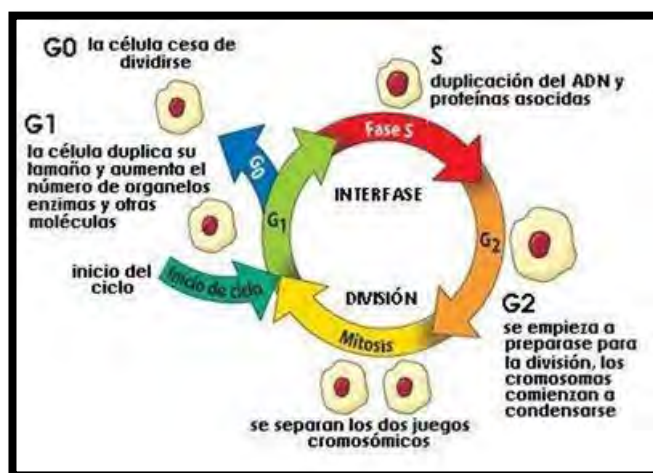 G0 la célula cesa de
dividirse
S
duplicación del ADN y
proteínas asocidas
G1
la célula duplica su
tamaño y aumenta el
número de organelos
enzimas y otras
moléculas
Fase S
G0
G1
INTERFASE
G2
inicio del
ciclo
Inicio de ciclo
DIVISIÓN
Mitosis
G2
se empieza a
prepararse para
la división, los
cromosomas
comienzan a
condensarse
se separan los dos juegos
cromosómicos